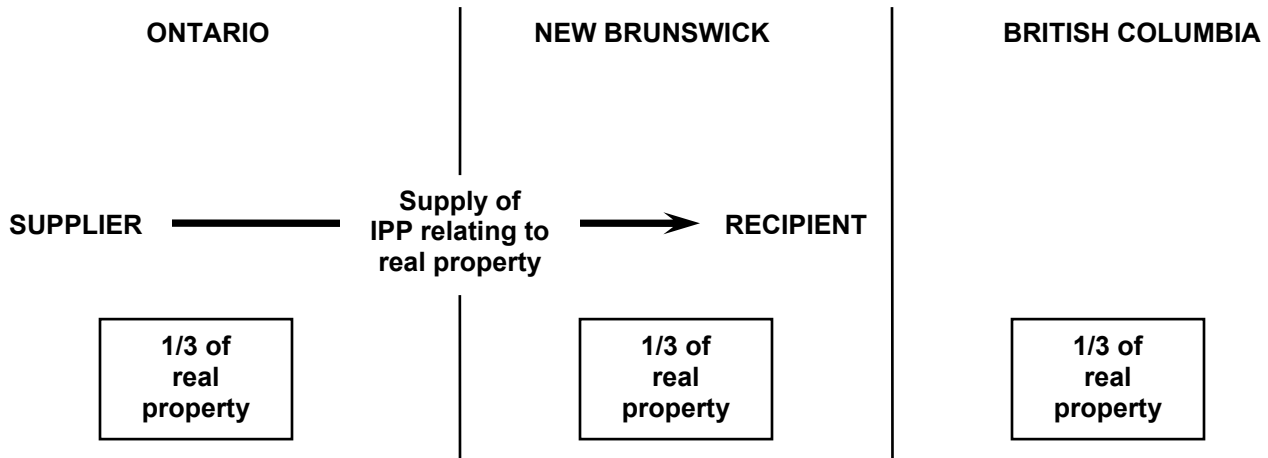 ONTARIO
NEW BRUNSWICK
BRITISH COLUMBIA
SUPPLIER
Supply of
IPP relating to
real property
RECIPIENT
1/3 of
real
property
1/3 of
real
property
1/3 of
real
property